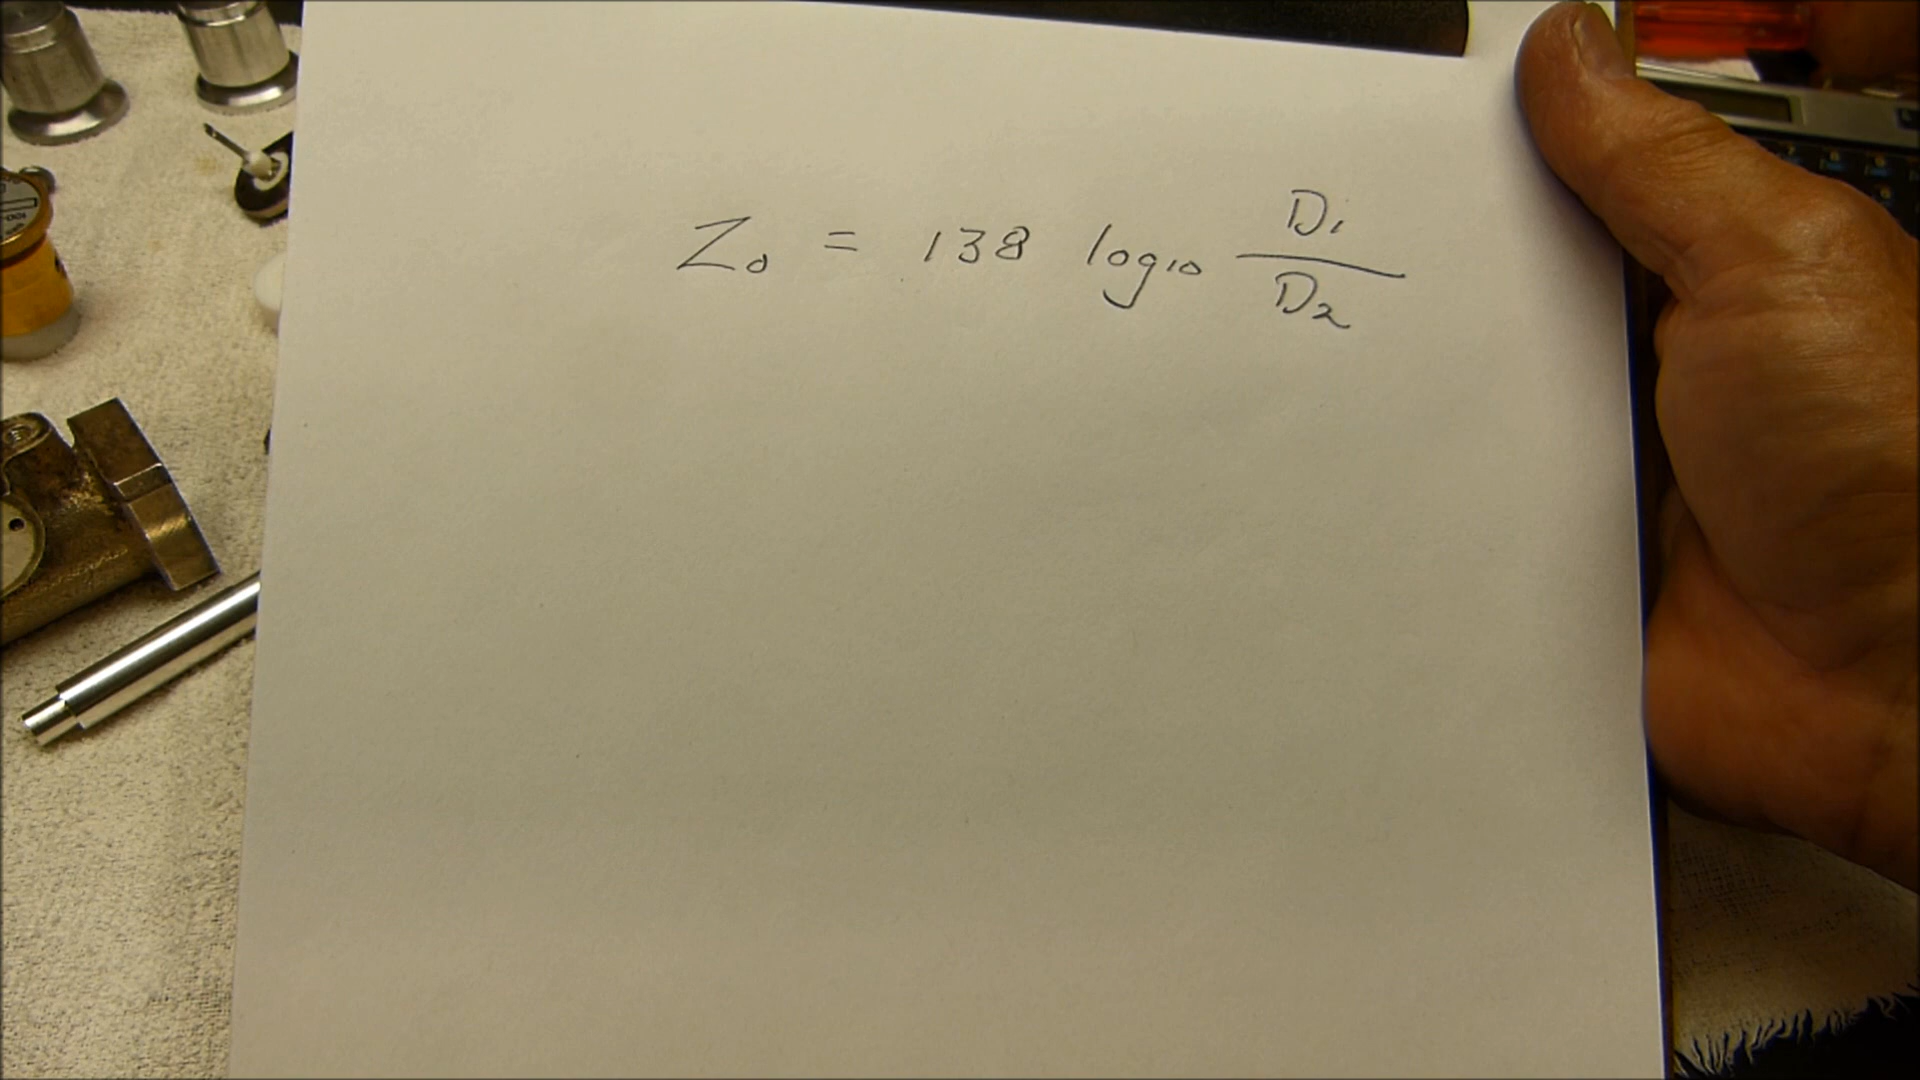 Z₀ = 138 log₁₀ D₁/D₂